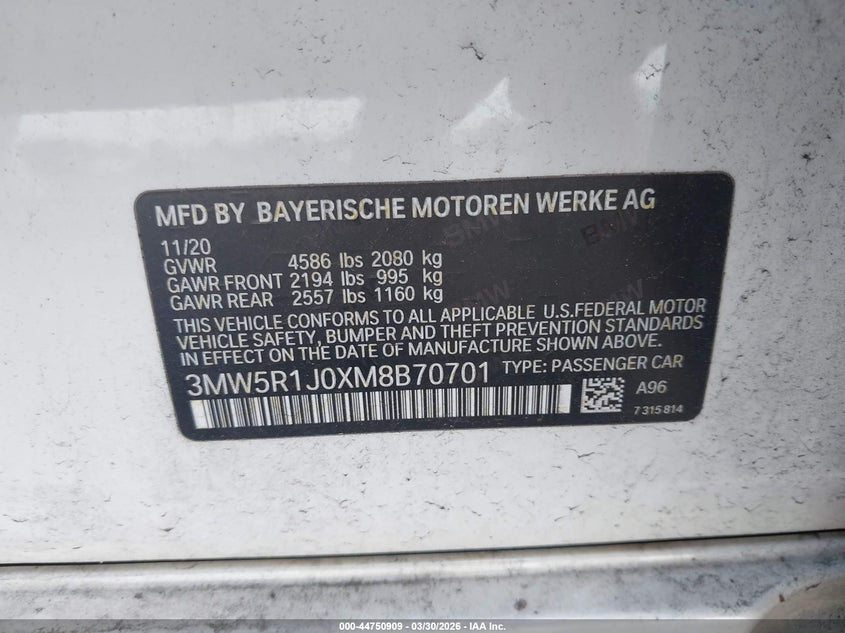 MFD BY BAYERISCHE MOTOREN WERKE AG
11/20
GVWR 4586 lbs 2080 kg
GAWR FRONT 2194 lbs 995 kg
GAWR REAR 2557 lbs 1160 kg
THIS VEHICLE CONFORMS TO ALL APPLICABLE U.S.FEDERAL MOTOR
VEHICLE SAFETY, BUMPER AND THEFT PREVENTION STANDARDS
IN EFFECT ON THE DATE OF MANUFACTURE SHOWN ABOVE.
3MW5R1J0XM8B70701 TYPE: PASSENGER CAR
A96
7 315 814
000-44750909 - 03/30/2026 - IAA Inc.